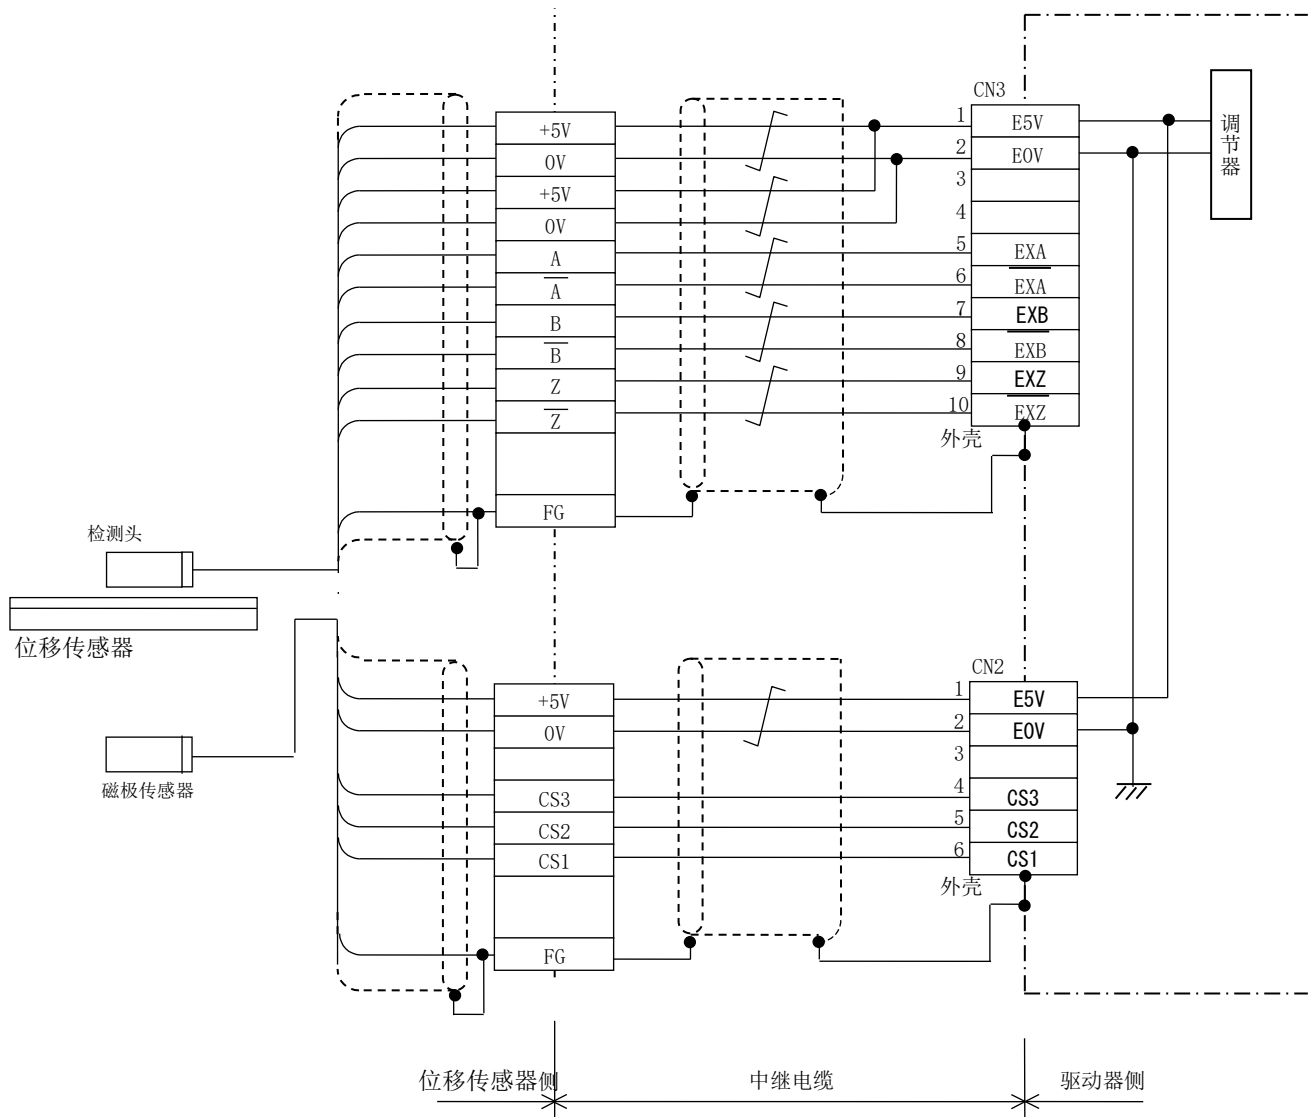 CN3
+5V 1 E5V
0V 2 E0V
+5V 3
0V 4
A 5 EXA
A̅ 6 E̅X̅A̅
B 7 EXB
B̅ 8 E̅X̅B̅
Z 9 EXZ
Z̅ 10 E̅X̅Z̅
外壳
FG
调节器
检测头
位移传感器
磁极传感器
CN2
+5V 1 E5V
0V 2 E0V
3
CS3 4 CS3
CS2 5 CS2
CS1 6 CS1
外壳
FG
位移传感器侧 中继电缆 驱动器侧